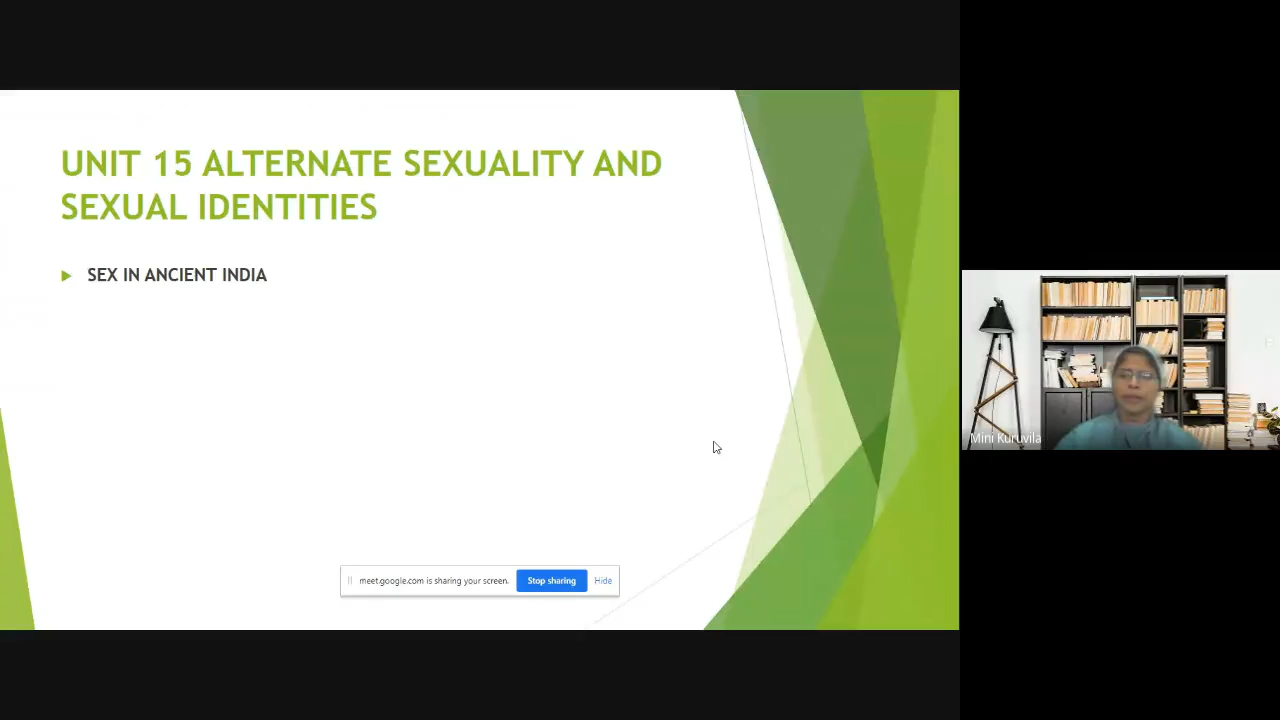 UNIT 15 ALTERNATE SEXUALITY AND
SEXUAL IDENTITIES
SEX IN ANCIENT INDIA
meet.google.com is sharing your screen. Stop sharing Hide
Mini Kuruvila